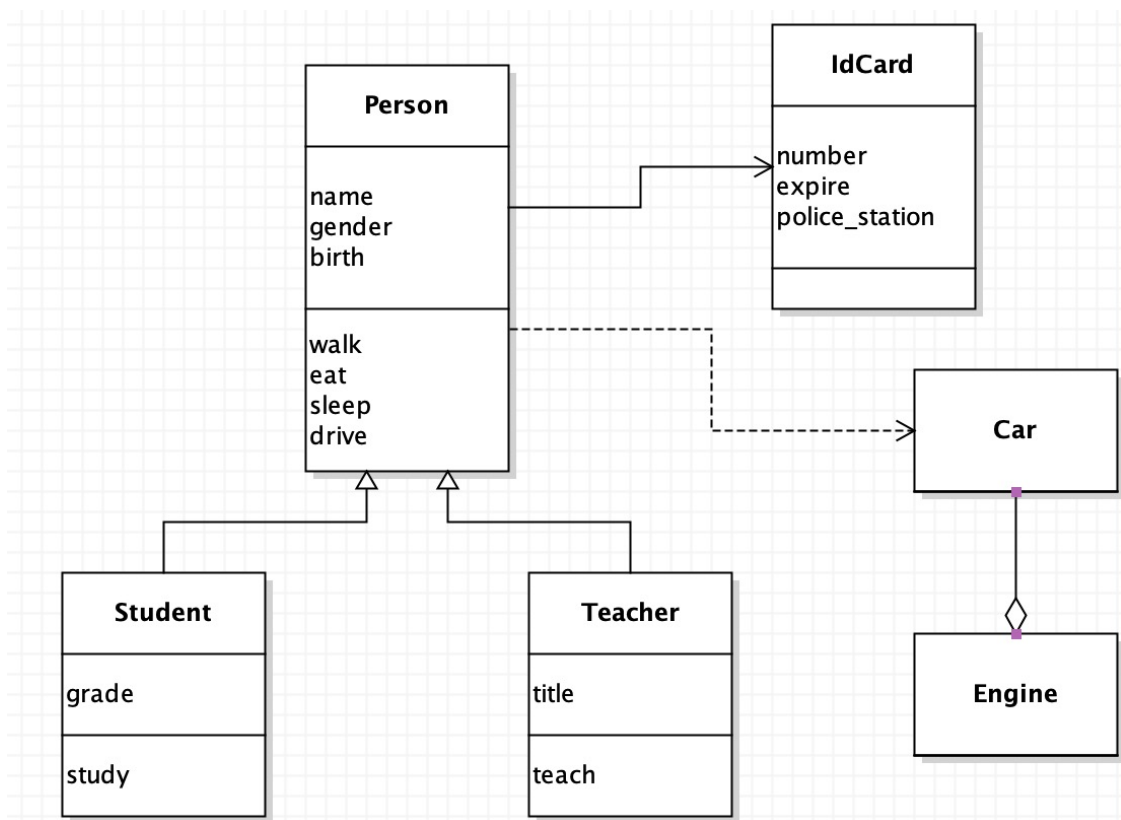 Person
name
gender
birth
walk
eat
sleep
drive
IdCard
number
expire
police_station
Car
Student
grade
study
Teacher
title
teach
Engine